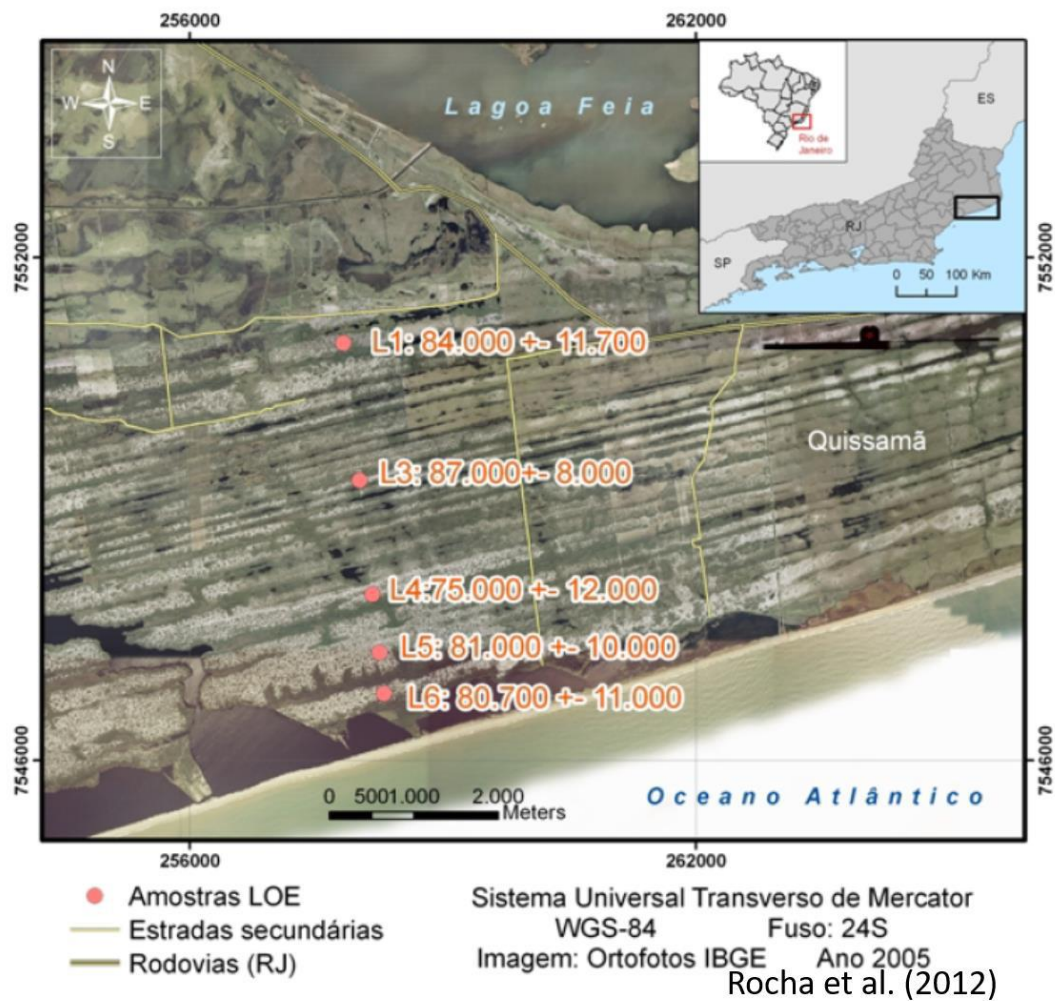 256000 262000
N
W E
S
Lagoa Feia
ES
Rio de
Janeiro
RJ
SP
0 50 100 Km
7552000 7552000
L1: 84.000 +- 11.700
Quissamã
L3: 87.000+- 8.000
L4:75.000 +- 12.000
L5: 81.000 +- 10.000
L6: 80.700 +- 11.000
7546000 7546000
0 5001.000 2.000
Meters
Oceano Atlântico
256000 262000
Amostras LOE
Estradas secundárias
Rodovias (RJ)
Sistema Universal Transverso de Mercator
WGS-84 Fuso: 24S
Imagem: Ortofotos IBGE Ano 2005
Rocha et al. (2012)